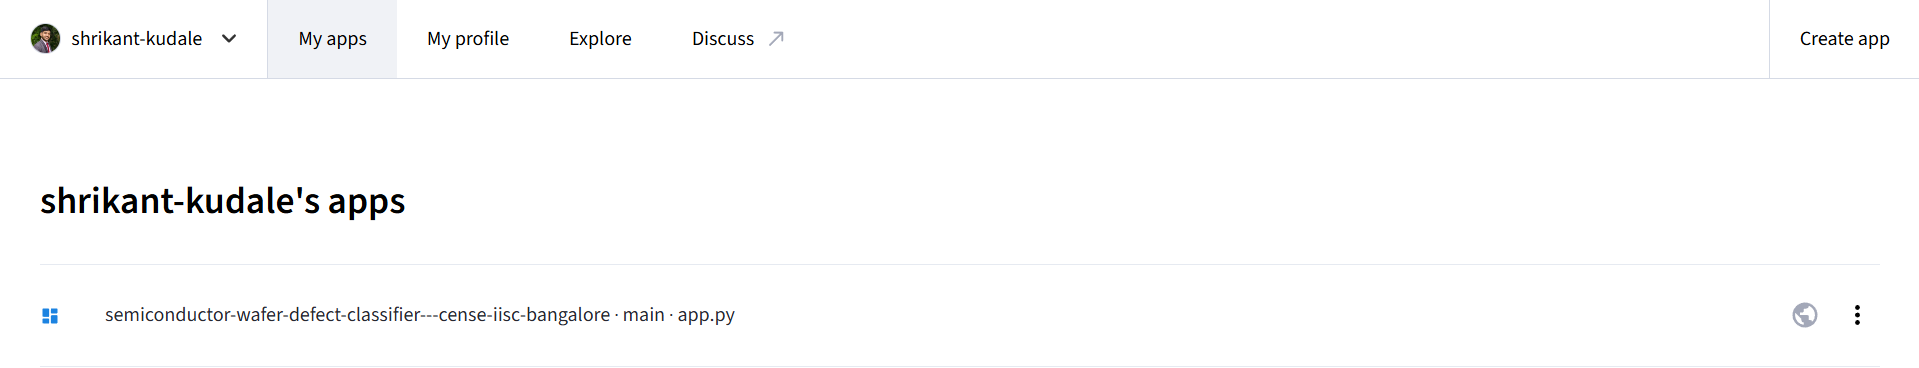 shrikant-kudale My apps My profile Explore Discuss Create app
shrikant-kudale's apps
semiconductor-wafer-defect-classifier---cense-iisc-bangalore · main · app.py